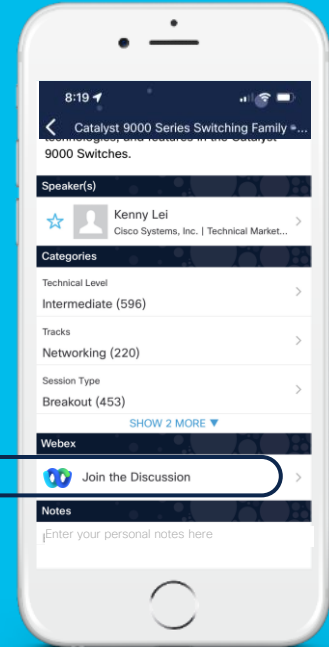 8:19
Catalyst 9000 Series Switching Family -...
technologies, and features in the Catalyst
9000 Switches.
Speaker(s)
Kenny Lei
Cisco Systems, Inc. | Technical Market...
Categories
Technical Level
Intermediate (596)
Tracks
Networking (220)
Session Type
Breakout (453)
SHOW 2 MORE ▼
Webex
Join the Discussion
Notes
Enter your personal notes here